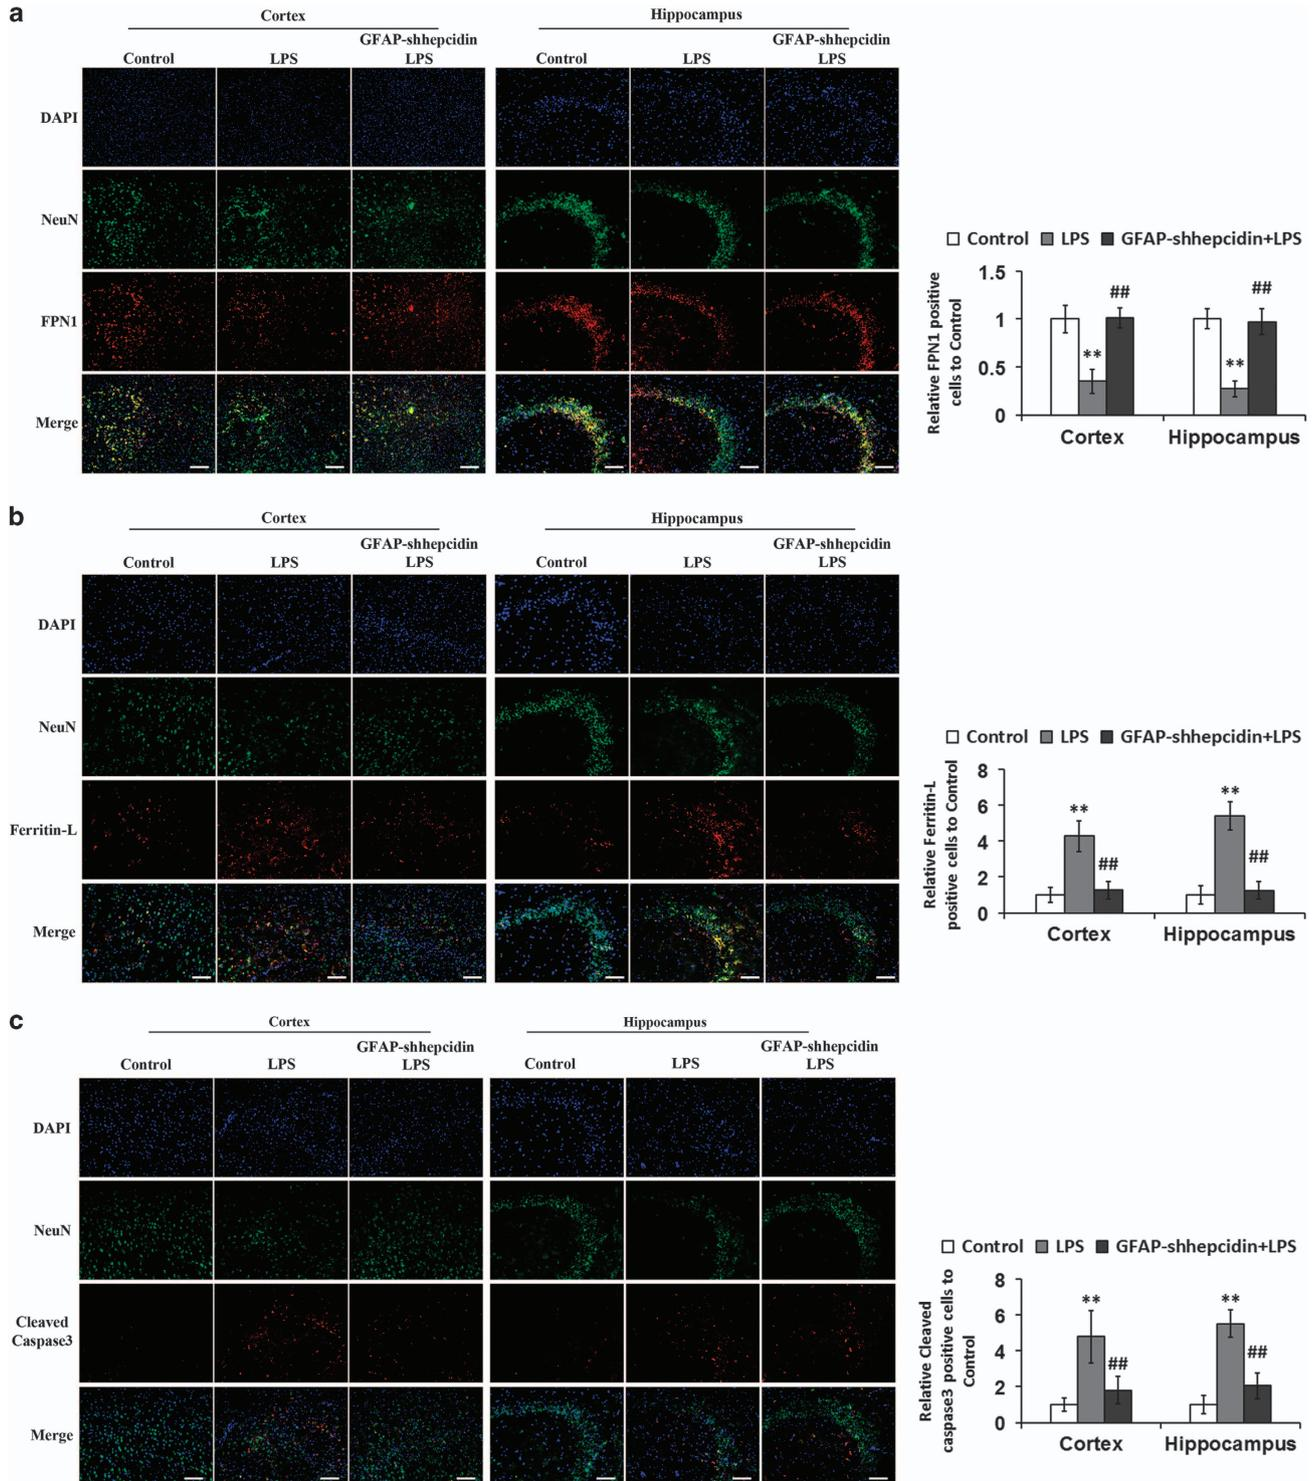 a
Cortex
Hippocampus
GFAP-shhepcidin
GFAP-shhepcidin
Control
LPS
LPS
Control
LPS
LPS
DAPI
NeuN
FPN1
Merge
Control LPS GFAP-shhepcidin+LPS
Relative FPN1 positive
cells to Control
1.5
1
0.5
0
##
##
**
**
Cortex
Hippocampus
b
Cortex
Hippocampus
GFAP-shhepcidin
GFAP-shhepcidin
Control
LPS
LPS
Control
LPS
LPS
DAPI
NeuN
Ferritin-L
Merge
Control LPS GFAP-shhepcidin+LPS
Relative Ferritin-L
positive cells to Control
8
6
4
2
0
**
##
**
##
Cortex
Hippocampus
c
Cortex
Hippocampus
GFAP-shhepcidin
GFAP-shhepcidin
Control
LPS
LPS
Control
LPS
LPS
DAPI
NeuN
Cleaved
Caspase3
Merge
Control LPS GFAP-shhepcidin+LPS
Relative Cleaved
caspase3 positive cells to
Control
8
6
4
2
0
**
##
**
##
Cortex
Hippocampus